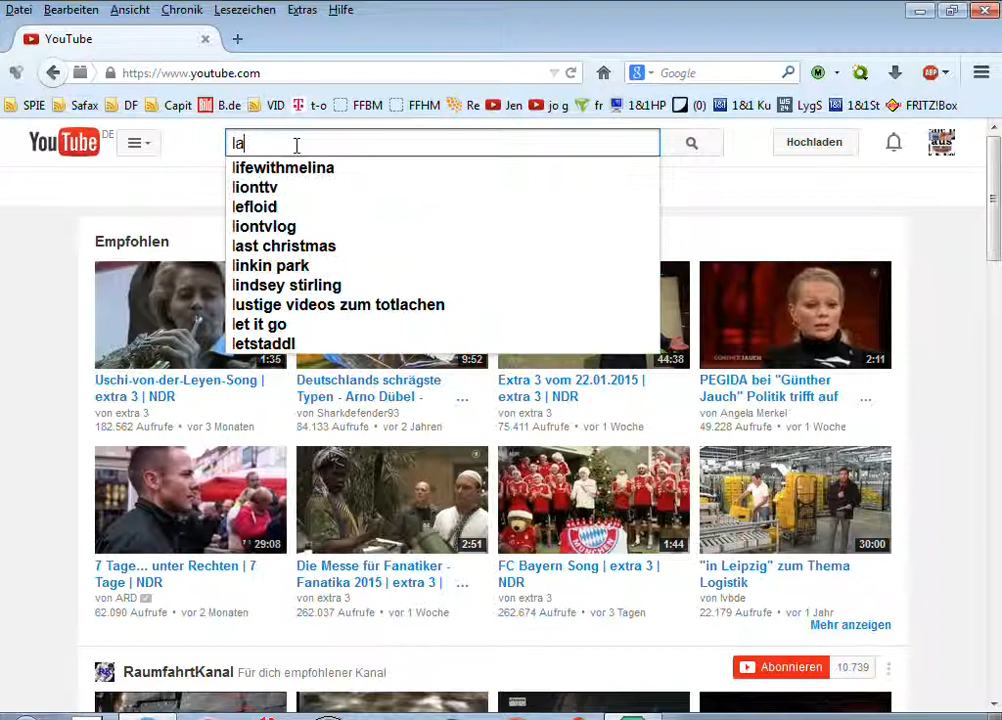 Datei Bearbeiten Ansicht Chronik Lesezeichen Extras Hilfe
YouTube
https://www.youtube.com
Google
SPIE Safax DF Capit B.de VID t-o FFBM FFHM Re Jen jo g fr 1&1HP (0) 1&1 Ku LygS 1&1St FRITZ!Box
YouTube DE
la
Hochladen
aus
lifewithmelina
lionttv
lefloid
liontvlog
last christmas
linkin park
lindsey stirling
lustige videos zum totlachen
let it go
letstaddl
Empfohlen
GÜNTHER JAUCH
1:35 9:52 44:38 2:11
Uschi-von-der-Leyen-Song |
extra 3 | NDR
von extra 3
182.562 Aufrufe • vor 3 Monaten
Deutschlands schrägste
Typen - Arno Dübel - ...
von Sharkdefender93
84.133 Aufrufe • vor 2 Jahren
Extra 3 vom 22.01.2015 |
extra 3 | NDR
von extra 3
75.411 Aufrufe • vor 1 Woche
PEGIDA bei "Günther
Jauch" Politik trifft auf ...
von Angela Merkel
49.228 Aufrufe • vor 1 Woche
29:08 2:51 1:44 30:00
7 Tage... unter Rechten | 7
Tage | NDR
von ARD
62.090 Aufrufe • vor 2 Monaten
Die Messe für Fanatiker -
Fanatika 2015 | extra 3 | ...
von extra 3
262.037 Aufrufe • vor 1 Woche
FC Bayern Song | extra 3 |
NDR
von extra 3
262.674 Aufrufe • vor 3 Tagen
"in Leipzig" zum Thema
Logistik
von lvbde
22.179 Aufrufe • vor 1 Jahr
Mehr anzeigen
RaumfahrtKanal Für dich empfohlener Kanal
Abonnieren 10.739